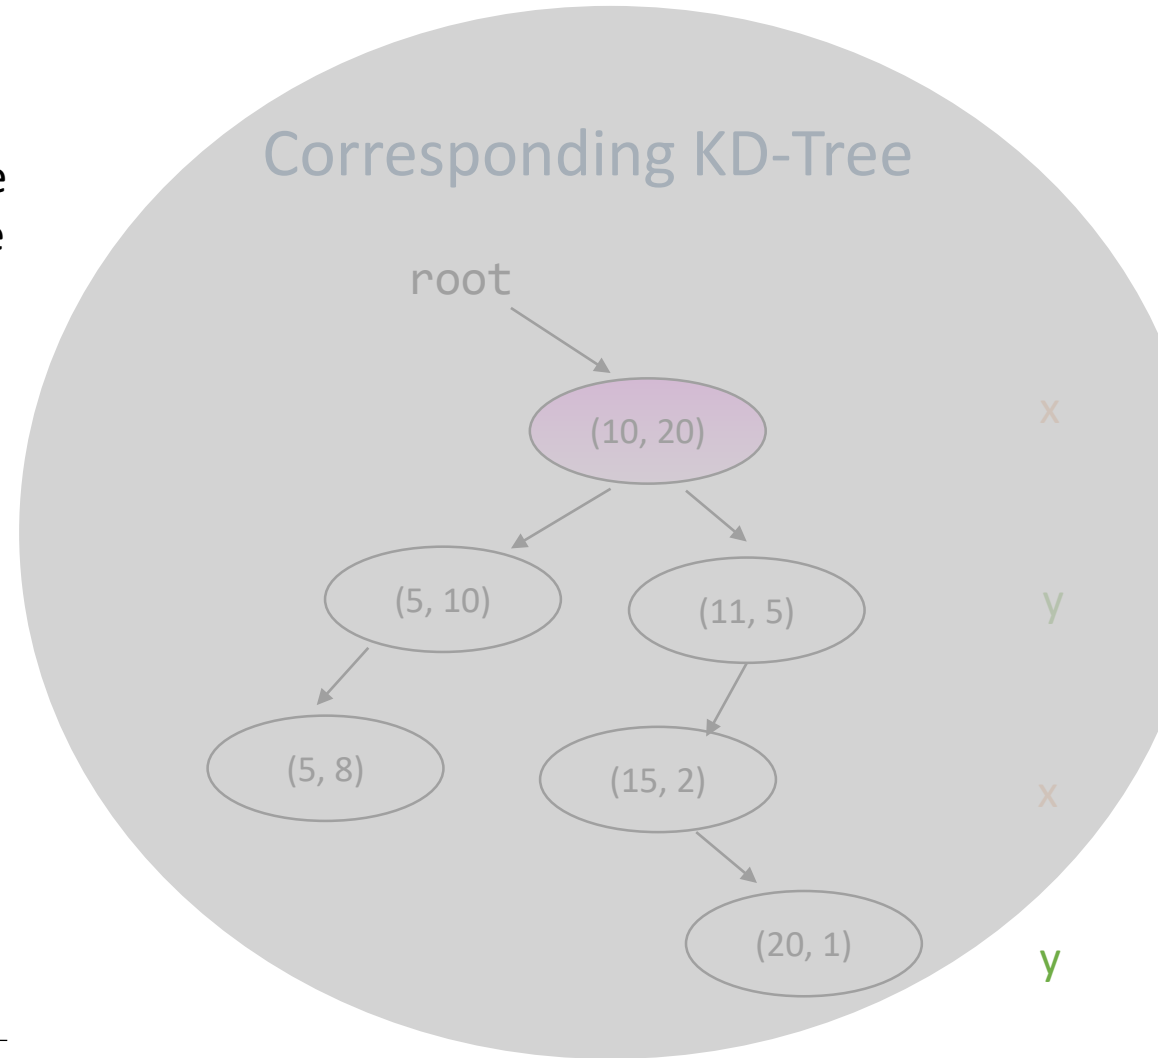 e
Corresponding KD-Tree
e
root
(10, 20)
x
(5, 10)
(11, 5)
y
(5, 8)
(15, 2)
x
(20, 1)
y